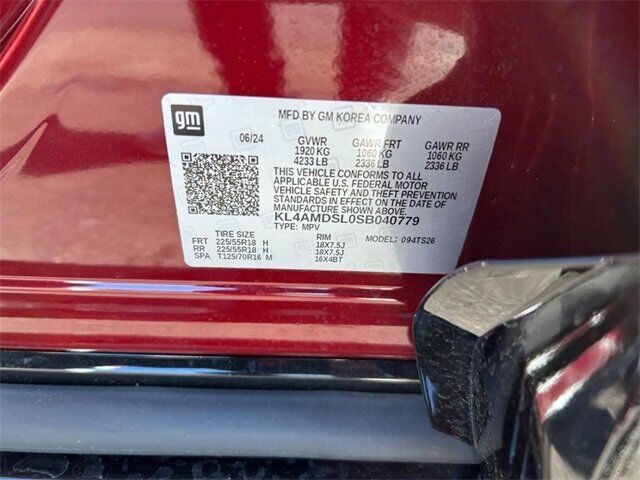 gm
MFD BY GM KOREA COMPANY
06/24 GVWR GAWR FRT GAWR RR
1920 KG 1060 KG 1060 KG
4233 LB 2336 LB 2336 LB
THIS VEHICLE CONFORMS TO ALL
APPLICABLE U.S. FEDERAL MOTOR
VEHICLE SAFETY AND THEFT PREVENTION
STANDARDS IN EFFECT ON THE DATE OF
MANUFACTURE SHOWN ABOVE.
KL4AMDSL0SB040779
TYPE: MPV
TIRE SIZE RIM MODEL: 094TS26
FRT 225/55R18 H 18X7.5J
RR 225/55R18 H 18X7.5J
SPA T125/70R16 M 16X4BT